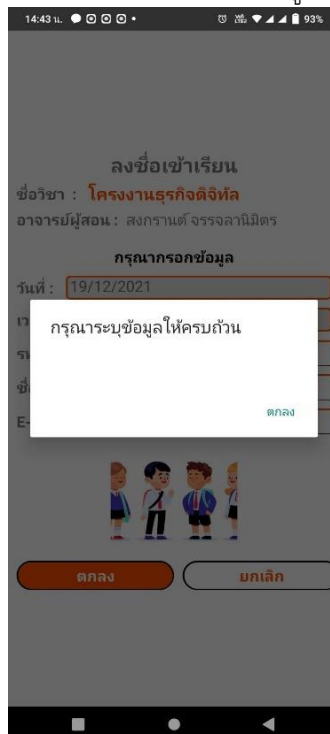 14:43 น. 93%
ลงชื่อเข้าเรียน
ชื่อวิชา : โครงงานธุรกิจดิจิทัล
อาจารย์ผู้สอน : สงกรานต์ จรรจลานิมิตร
กรุณากรอกข้อมูล
วันที่ : 19/12/2021
กรุณาระบุข้อมูลให้ครบถ้วน
ตกลง
E-
ตกลง ยกเลิก